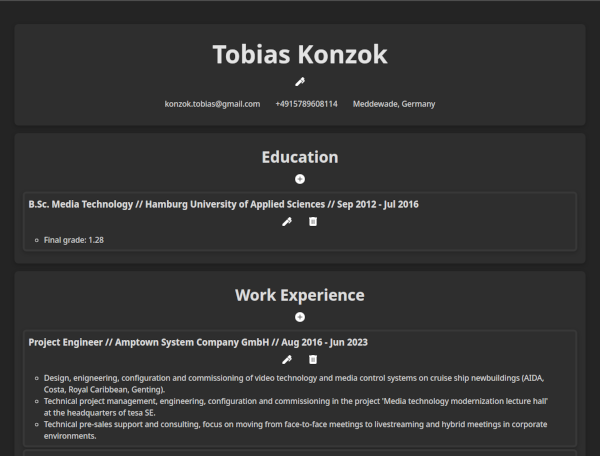 Tobias Konzok
konzok.tobias@gmail.com +4915789608114 Meddewade, Germany
Education
B.Sc. Media Technology // Hamburg University of Applied Sciences // Sep 2012 - Jul 2016
Final grade: 1.28
Work Experience
Project Engineer // Amptown System Company GmbH // Aug 2016 - Jun 2023
Design, enigneering, configuration and commissioning of video technology and media control systems on cruise ship newbuildings (AIDA,
Costa, Royal Caribbean, Genting).
Technical project management, engineering, configuration and commissioning in the project 'Media technology modernization lecture hall'
at the headquarters of tesa SE.
Technical pre-sales support and consulting, focus on moving from face-to-face meetings to livestreaming and hybrid meetings in corporate
environments.